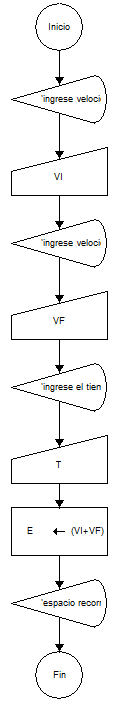 Inicio
'ingrese veloci
VI
'ingrese veloci
VF
'ingrese el tien
T
E ← (VI+VF)
'espacio recorr
Fin